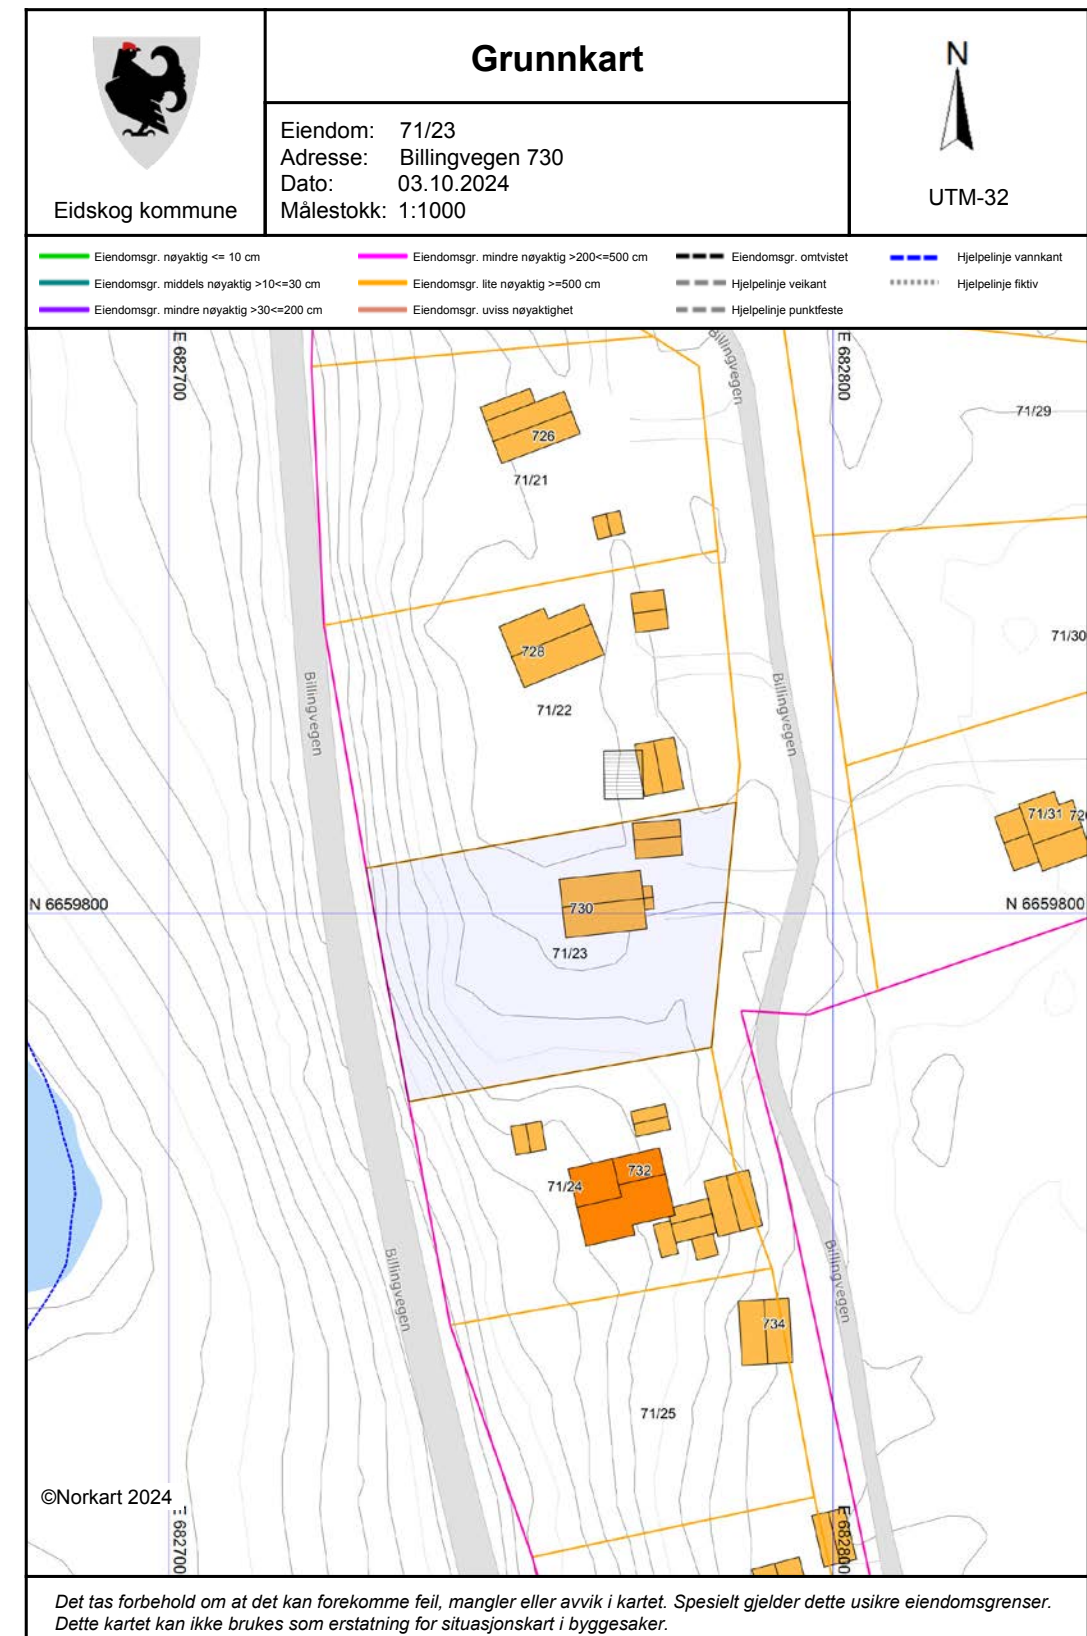 Grunnkart
Eidskog kommune
Eiendom: 71/23
Adresse: Billingvegen 730
Dato: 03.10.2024
Målestokk: 1:1000
N
UTM-32
Eiendomsgr. nøyaktig <= 10 cm
Eiendomsgr. middels nøyaktig >10<=30 cm
Eiendomsgr. mindre nøyaktig >30<=200 cm
Eiendomsgr. mindre nøyaktig >200<=500 cm
Eiendomsgr. lite nøyaktig >=500 cm
Eiendomsgr. uviss nøyaktighet
Eiendomsgr. omtvistet
Hjelpelinje veikant
Hjelpelinje punktfeste
Hjelpelinje vannkant
Hjelpelinje fiktiv
E 682700
Billingvegen
E 682800
71/29
726
71/21
71/30
728
Billingvegen
Billingvegen
71/22
71/31
N 6659800
730
N 6659800
71/23
732
71/24
Billingvegen
Billingvegen
734
71/25
©Norkart 2024
E 682700
E 682800
Det tas forbehold om at det kan forekomme feil, mangler eller avvik i kartet. Spesielt gjelder dette usikre eiendomsgrenser.
Dette kartet kan ikke brukes som erstatning for situasjonskart i byggesaker.